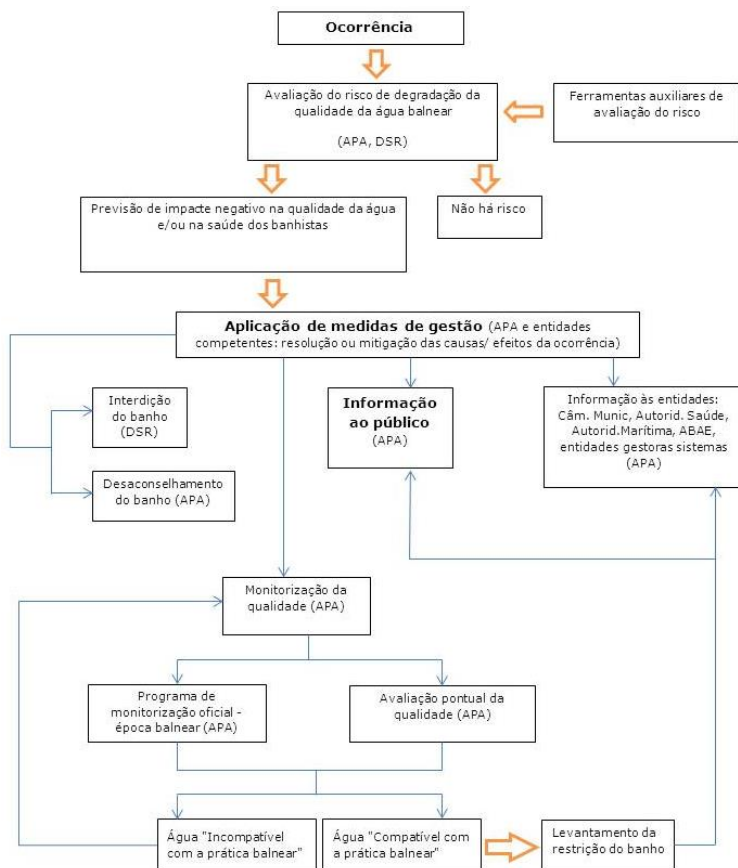 Ocorrência
Avaliação do risco de degradação da
qualidade da água balnear
(APA, DSR)
Ferramentas auxiliares de
avaliação do risco
Previsão de impacte negativo na qualidade da água
e/ou na saúde dos banhistas
Não há risco
Aplicação de medidas de gestão (APA e entidades
competentes: resolução ou mitigação das causas/ efeitos da ocorrência)
Interdição
do banho
(DSR)
Desaconselhamento
do banho (APA)
Informação
ao público
(APA)
Informação às entidades:
Câm. Munic, Autorid. Saúde,
Autorid.Marítima, ABAE,
entidades gestoras sistemas
(APA)
Monitorização da
qualidade (APA)
Programa de
monitorização oficial -
época balnear (APA)
Avaliação pontual da
qualidade (APA)
Água "Incompatível
com a prática balnear"
Água "Compatível com
a prática balnear"
Levantamento da
restrição do banho